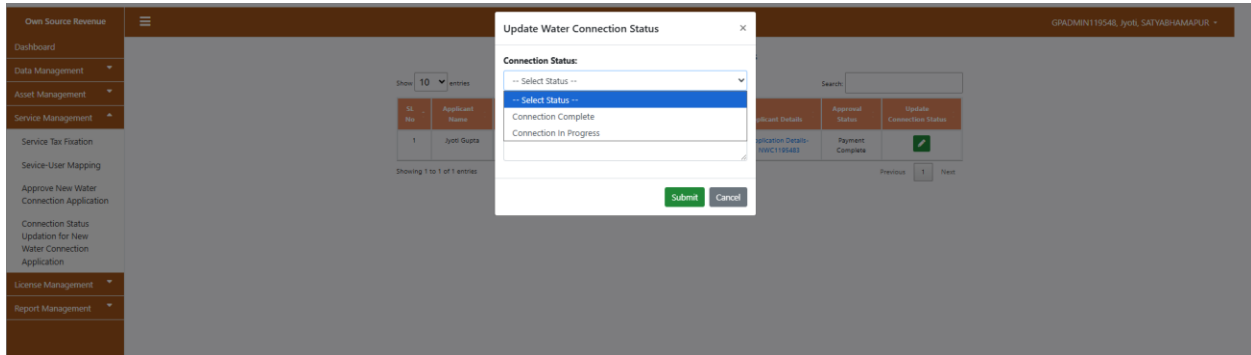 Own Source Revenue
GPADMIN119548, Jyoti, SATYABHAMAPUR
Dashboard
Data Management
Asset Management
Service Management
Service Tax Fixation
Sevice-User Mapping
Approve New Water
Connection Application
Connection Status
Updation for New
Water Connection
Application
License Management
Report Management
Update Water Connection Status ×
Connection Status:
-- Select Status --
-- Select Status --
Connection Complete
Connection In Progress
Submit Cancel
Show 10 entries
Search:
SL No
Applicant Name
Applicant Details
Approval Status
Update Connection Status
1
Jyoti Gupta
Application Details-
Payment Complete
Showing 1 to 1 of 1 entries
Previous 1 Next